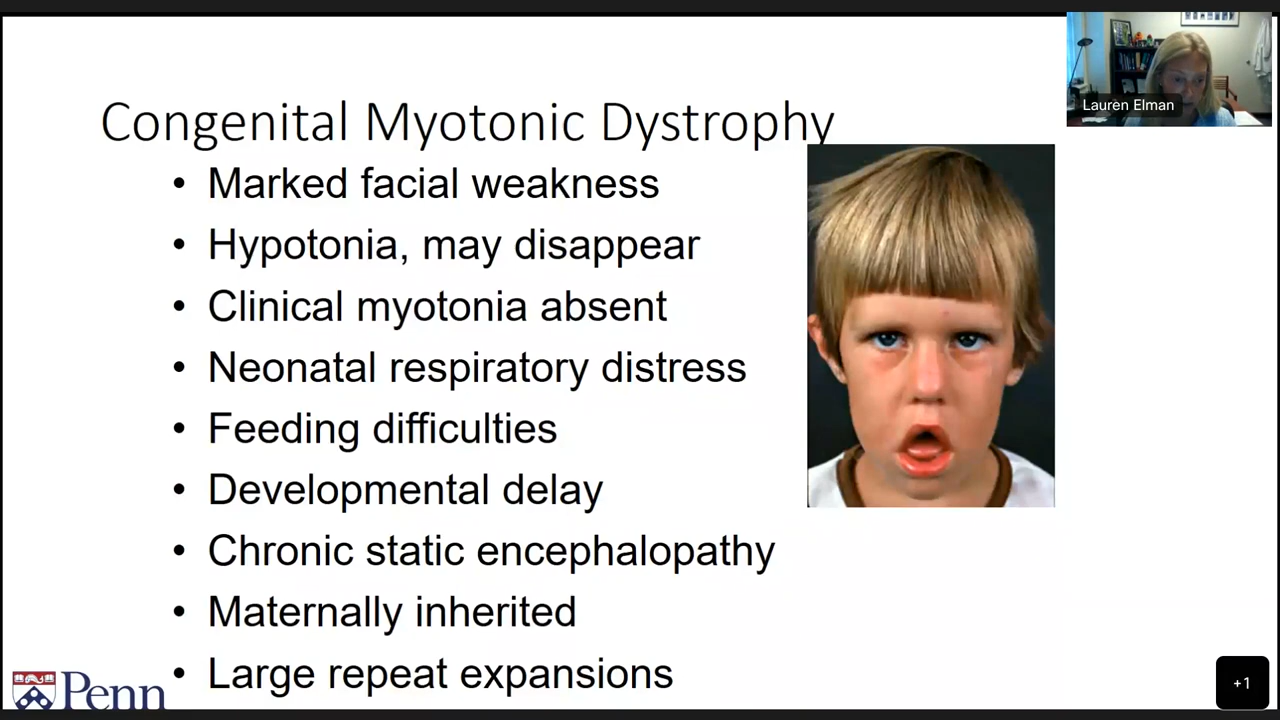 Lauren Elman
Congenital Myotonic Dystrophy
• Marked facial weakness
• Hypotonia, may disappear
• Clinical myotonia absent
• Neonatal respiratory distress
• Feeding difficulties
• Developmental delay
• Chronic static encephalopathy
• Maternally inherited
• Large repeat expansions
Penn
+1